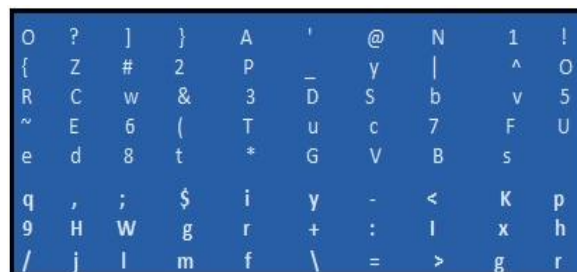 O ? ] } A ' @ N 1 !
{ Z # 2 P _ y | ^ O
R C w & 3 D S b v 5
~ E 6 ( T u c 7 F U
e d 8 t * G V B s
q , ; $ i y - < K p
9 H W g r + : I x h
/ j l m f \ = > g r